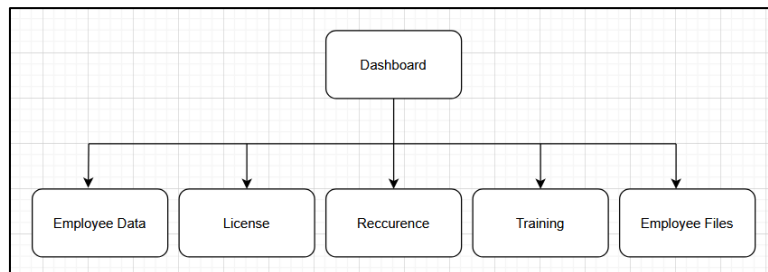 Dashboard
Employee Data
License
Reccurence
Training
Employee Files